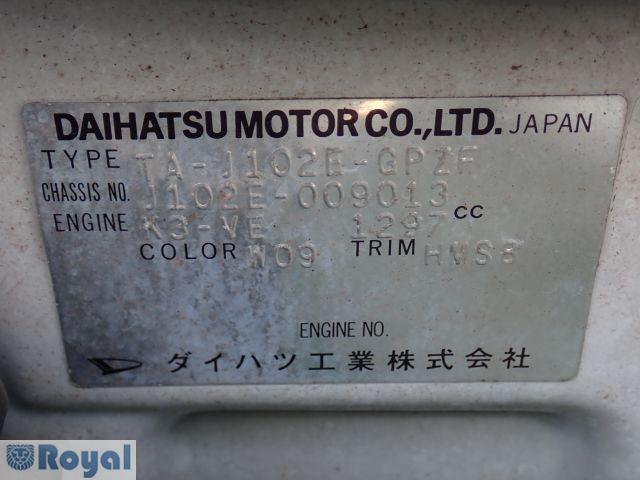 DAIHATSU MOTOR CO.,LTD. JAPAN
TYPE TA-J102E-GPZF
CHASSIS NO. J102E-009013
ENGINE K3-VE 1297 CC
COLOR W09 TRIM HWS6
ENGINE NO.
ダイハツ工業株式会社
Royal